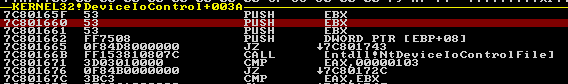 KERNEL32!DeviceIoControl+003A
7C80165F 53 PUSH EBX
7C801660 53 PUSH EBX
7C801661 53 PUSH EBX
7C801662 FF7508 PUSH DWORD PTR [EBP+08]
7C801665 0F84D8000000 JZ ↓7C801743
7C80166B FF153810807C CALL [ntdll!NtDeviceIoControlFile]
7C801671 3D03010000 CMP EAX,00000103
7C801676 0F84B0000000 JZ ↓7C80172C
7C80167C 3BC3 CMP EAX,EBX